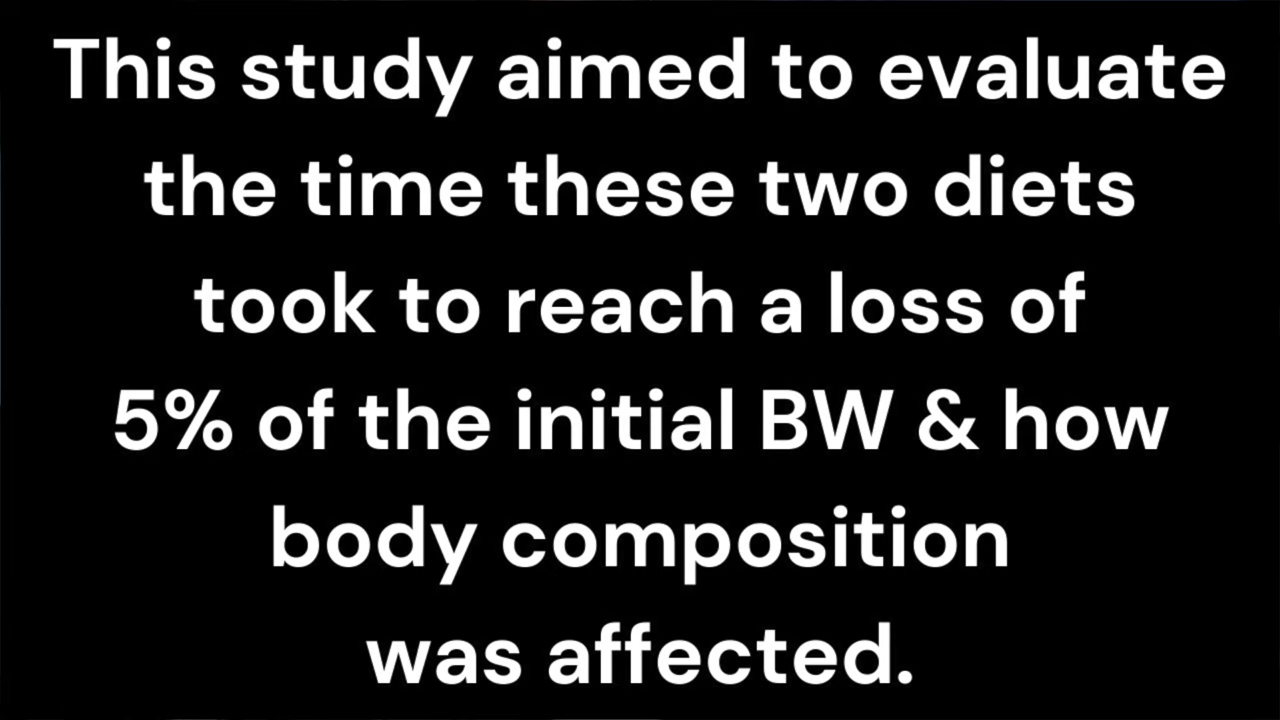 This study aimed to evaluate
the time these two diets
took to reach a loss of
5% of the initial BW & how
body composition
was affected.